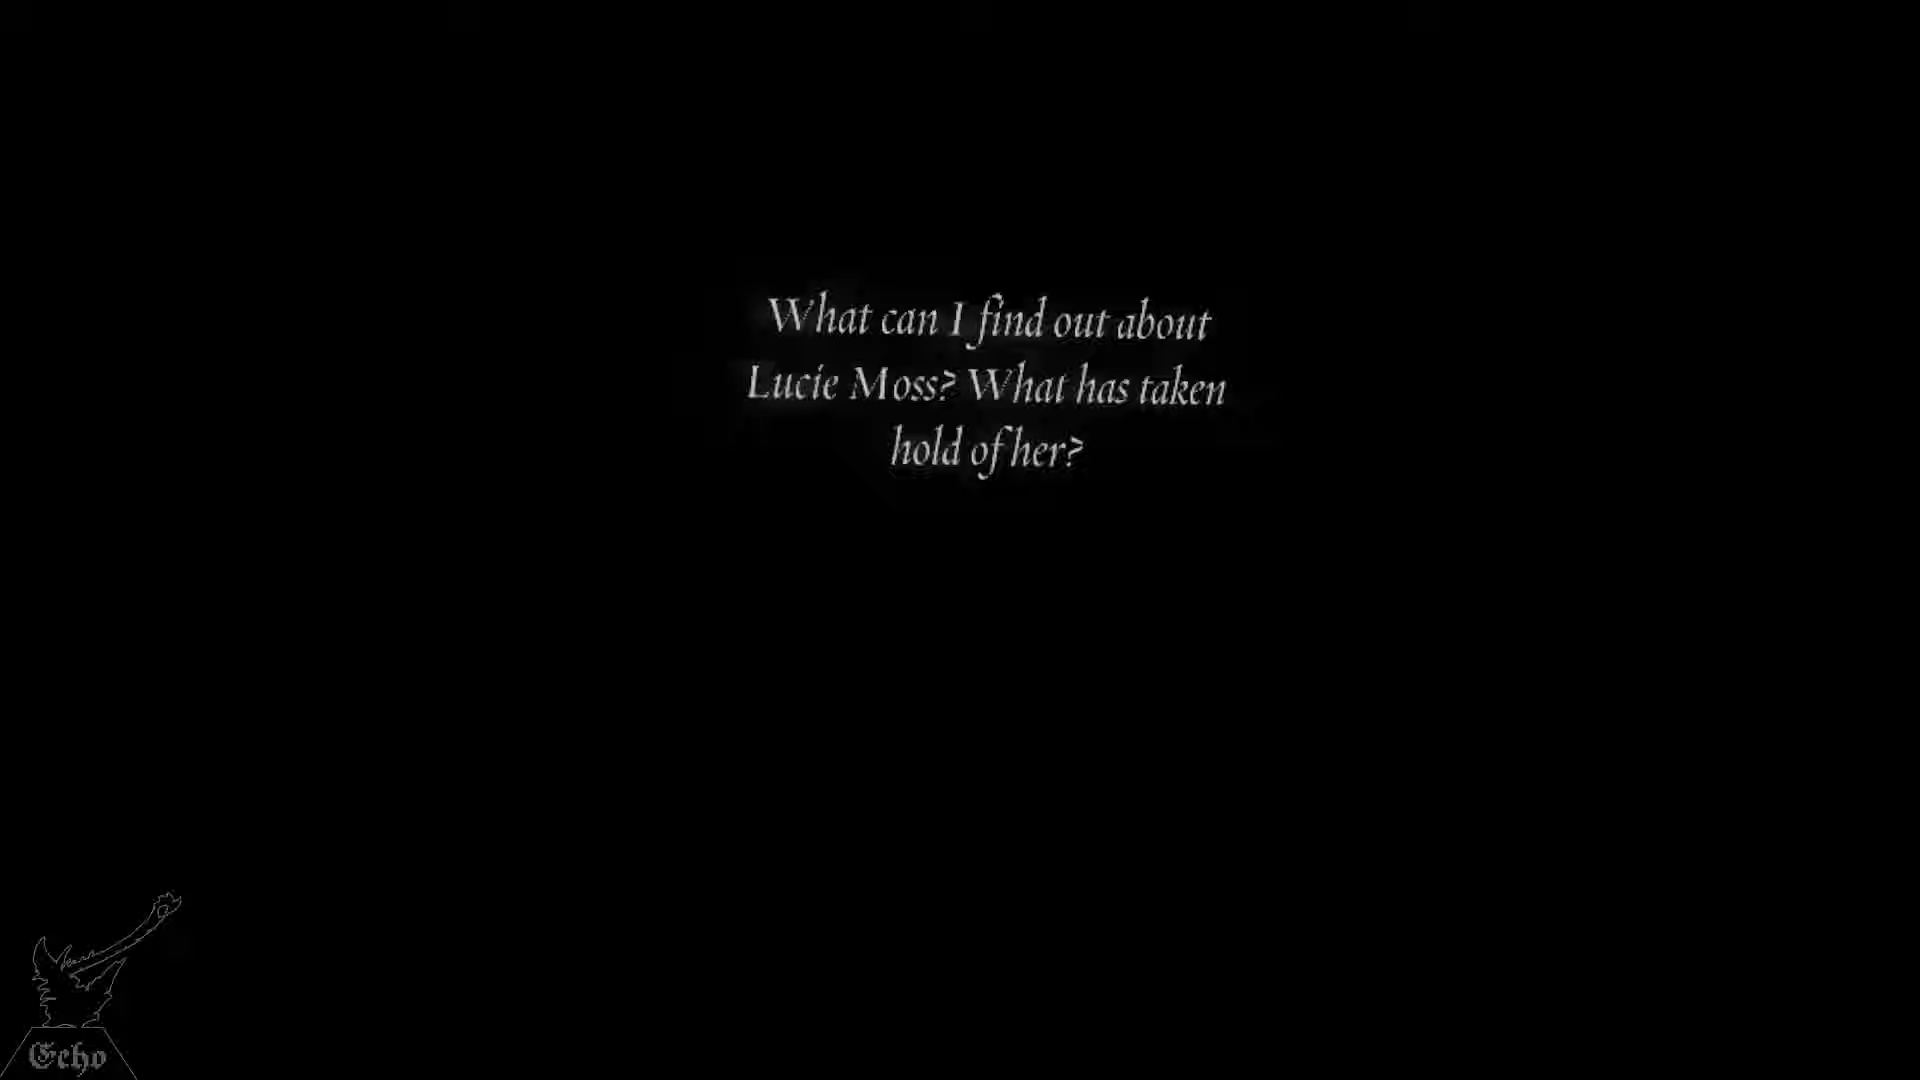 What can I find out about
Lucie Moss? What has taken
hold of her?
Echo